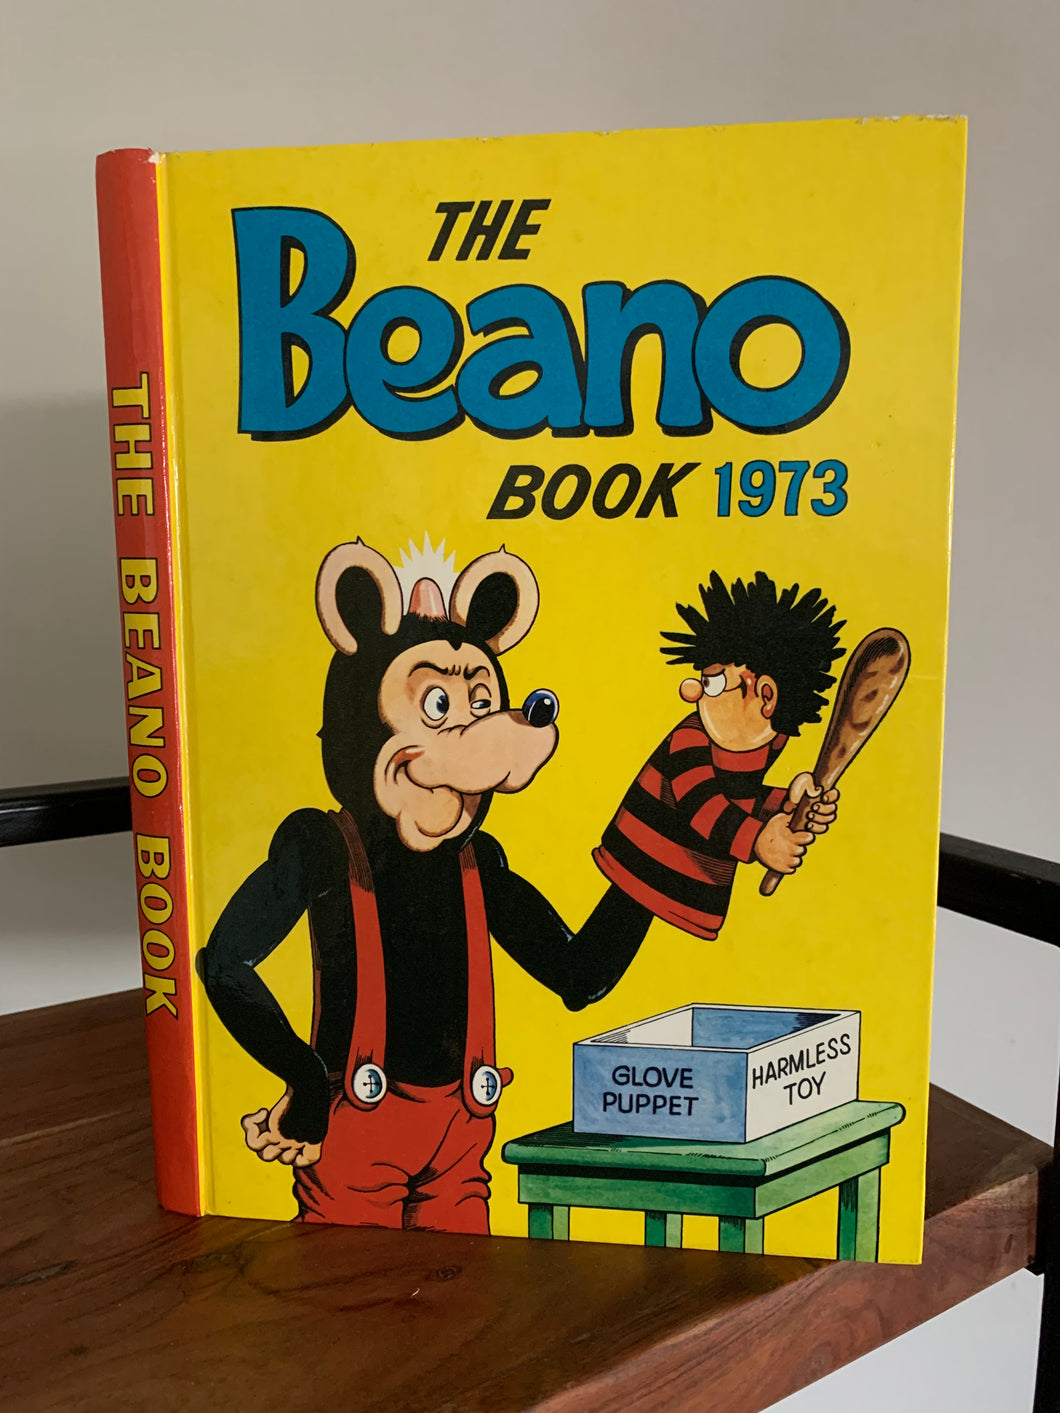 THE BEANO BOOK
THE
Beano
BOOK 1973
GLOVE
PUPPET
HARMLESS
TOY